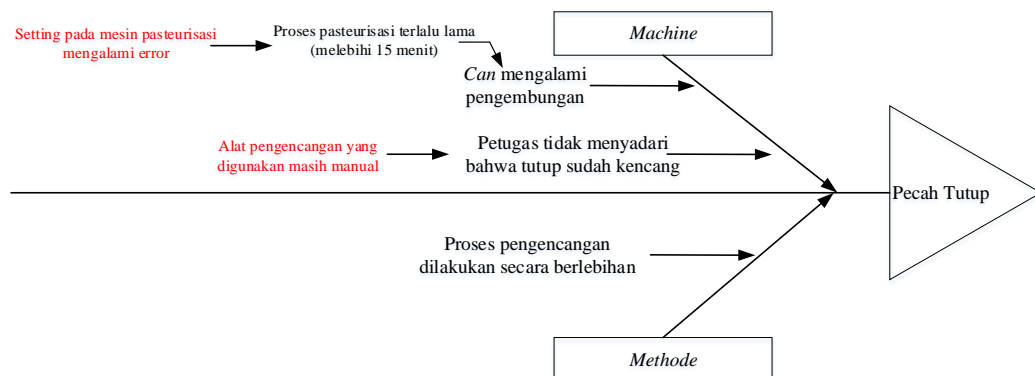 Setting pada mesin pasteurisasi
mengalami error
Proses pasteurisasi terlalu lama
(melebihi 15 menit)
Machine
Can mengalami
pengembungan
Alat pengencangan yang
digunakan masih manual
Petugas tidak menyadari
bahwa tutup sudah kencang
Pecah Tutup
Proses pengencangan
dilakukan secara berlebihan
Methode